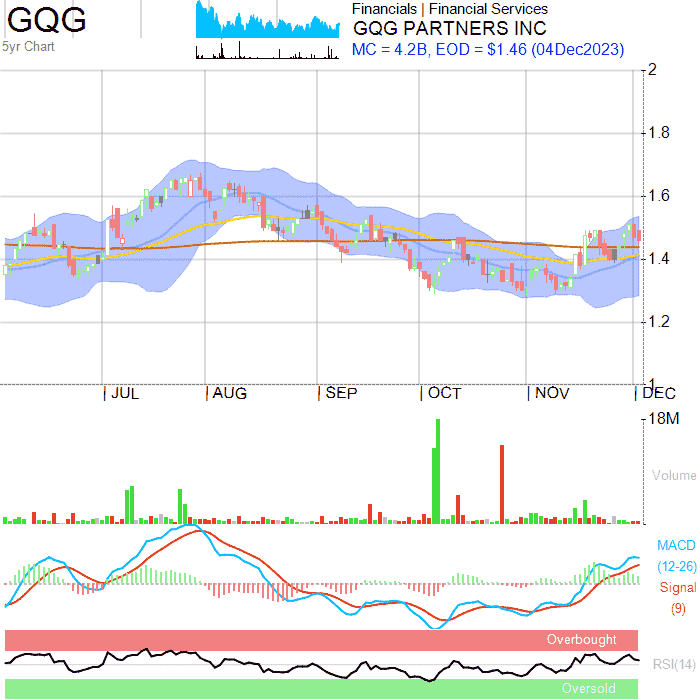 GQG
5yr Chart
Financials | Financial Services
GQG PARTNERS INC
MC = 4.2B, EOD = $1.46 (04Dec2023)
2
1.8
1.6
1.4
1.2
1
JUL AUG SEP OCT NOV DEC
18M
Volume
MACD
(12-26)
Signal
(9)
Overbought
RSI(14)
Oversold